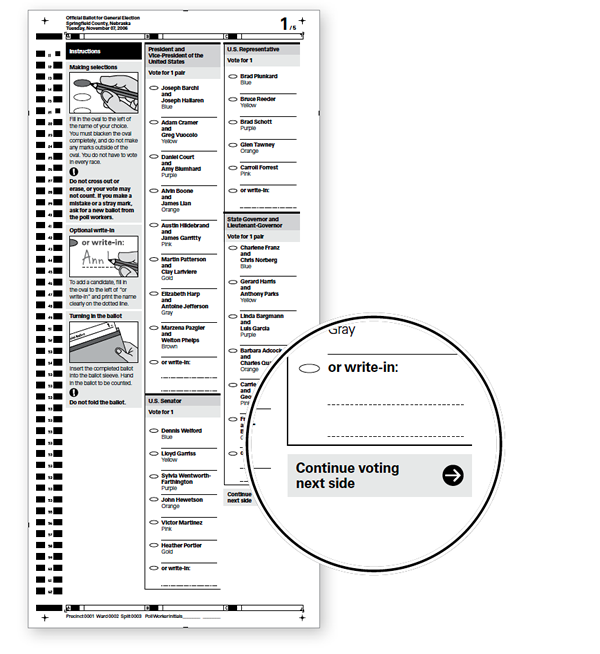 Official Ballot for General Election
Springfield County, Nebraska
Tuesday, November 07, 2006
1/5
Instructions
Making selections
Fill in the oval to the left of
the name of your choice.
You must blacken the oval
completely, and do not make
any marks outside of the
oval. You do not have to vote
in every race.
Do not cross out or
erase, or your vote may
not count. If you make a
mistake or a stray mark,
ask for a new ballot from
the poll workers.
Optional write-in
or write-in:
Ann
To add a candidate, fill in
the oval to the left of "or
write-in" and print the name
clearly on the dotted line.
Turning in the ballot
Insert the completed ballot
into the ballot sleeve. Hand
in the ballot to be counted.
Do not fold the ballot.
President and
Vice-President of the
United States
Vote for 1 pair
Joseph Barchi
and
Joseph Hallaren
Blue
Adam Cramer
and
Greg Vuocolo
Yellow
Daniel Court
and
Amy Blumhard
Purple
Alvin Boone
and
James Lian
Orange
Austin Hildebrand
and
James Garritty
Pink
Martin Patterson
and
Clay Lariviere
Gold
Elizabeth Harp
and
Antoine Jefferson
Gray
Marzena Pazgier
and
Welton Phelps
Brown
or write-in:
U.S. Senator
Vote for 1
Dennis Weiford
Blue
Lloyd Garriss
Yellow
Sylvia Wentworth-
Farthington
Purple
John Hewetson
Orange
Victor Martinez
Pink
Heather Portier
Gold
or write-in:
U.S. Representative
Vote for 1
Brad Plunkard
Blue
Bruce Reeder
Yellow
Brad Schott
Purple
Glen Tawney
Orange
Carroll Forrest
Pink
or write-in:
State Governor and
Lieutenant-Governor
Vote for 1 pair
Charlene Franz
and
Chris Norberg
Blue
Gerard Harris
and
Anthony Parks
Yellow
Linda Bargmann
and
Luis Garcia
Purple
Barbara Adcock
and
Charles
Orange
and
Continue
next side
Gray
or write-in:
Continue voting
next side
Precinct 0001 Ward 0002 Split 0003 Poll Worker Initials